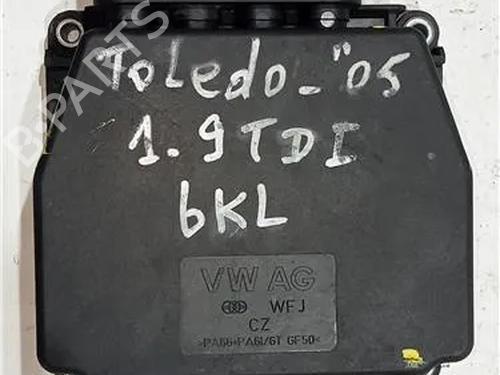 B-PARTS
Toledo_"05
1.9TDI
bKL
VW AG
WFJ
CZ
>PA66+PA6I/6T GF50<